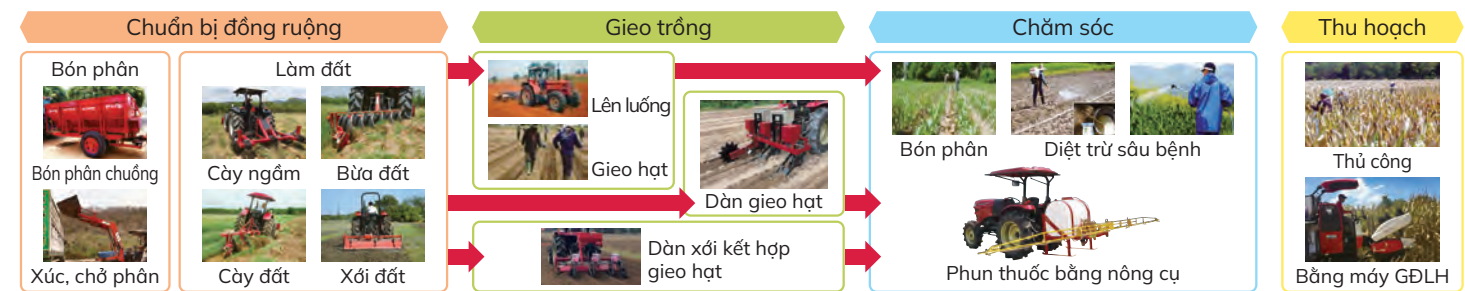 Chuẩn bị đồng ruộng
Gieo trồng
Chăm sóc
Thu hoạch
Bón phân
Bón phân chuồng
Xúc, chở phân
Làm đất
Cày ngầm
Bừa đất
Cày đất
Xới đất
Lên luống
Gieo hạt
Dàn gieo hạt
Dàn xới kết hợp
gieo hạt
Bón phân
Diệt trừ sâu bệnh
Phun thuốc bằng nông cụ
Thủ công
Bằng máy GĐLH